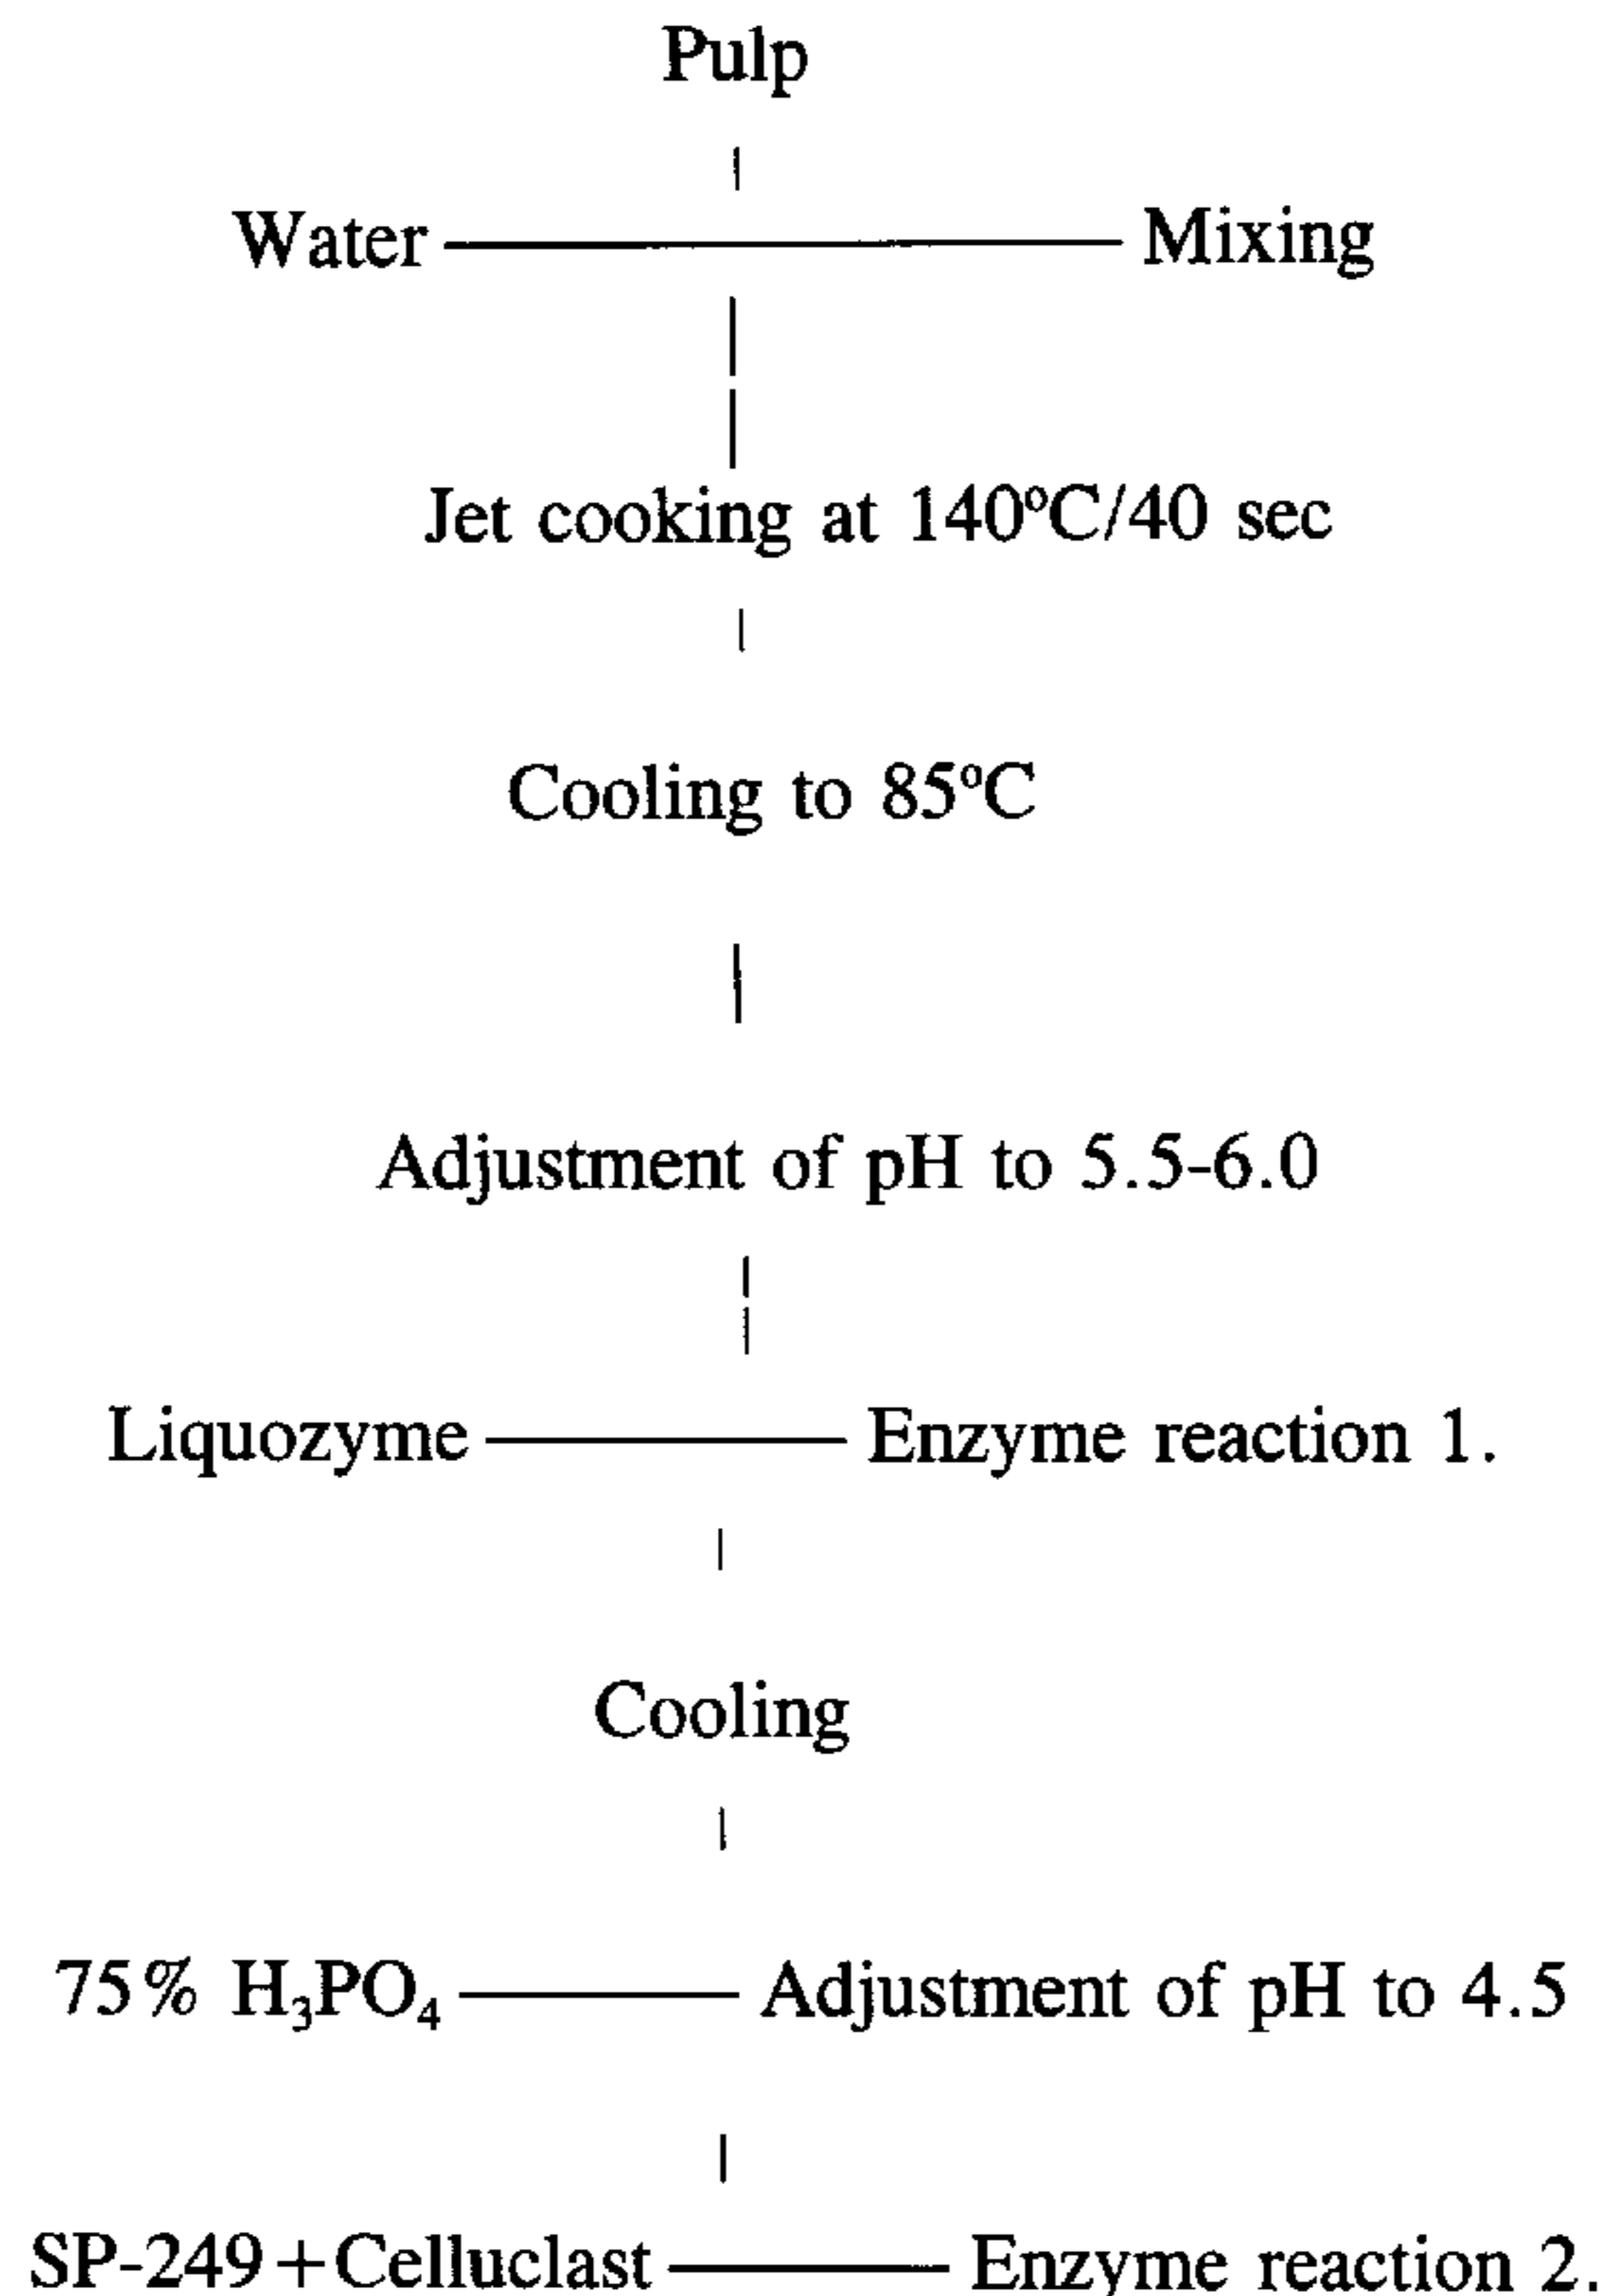 Pulp
Water Mixing
Jet cooking at 140°C/40 sec
Cooling to 85°C
Adjustment of pH to 5.5-6.0
Liquozyme Enzyme reaction 1.
Cooling
75% H₃PO₄ Adjustment of pH to 4.5
SP-249+Celluclast Enzyme reaction 2.